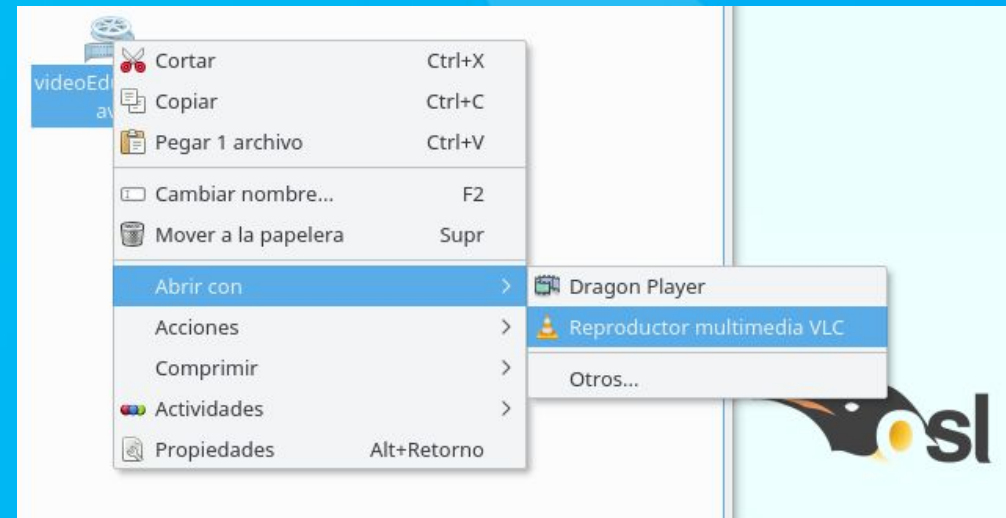 Cortar Ctrl+X
videoEd
Copiar Ctrl+C
av
Pegar 1 archivo Ctrl+V
Cambiar nombre... F2
Mover a la papelera Supr
Abrir con
Dragon Player
Acciones
Reproductor multimedia VLC
Comprimir
Otros...
Actividades
Propiedades Alt+Retorno
osl